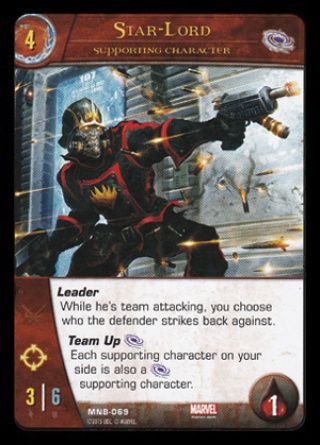 4
STAR-LORD
SUPPORTING CHARACTER
Leader
While he's team attacking, you choose
who the defender strikes back against.
Team Up
Each supporting character on your
side is also a
supporting character.
3 | 6
MNB-069
MARVEL
1